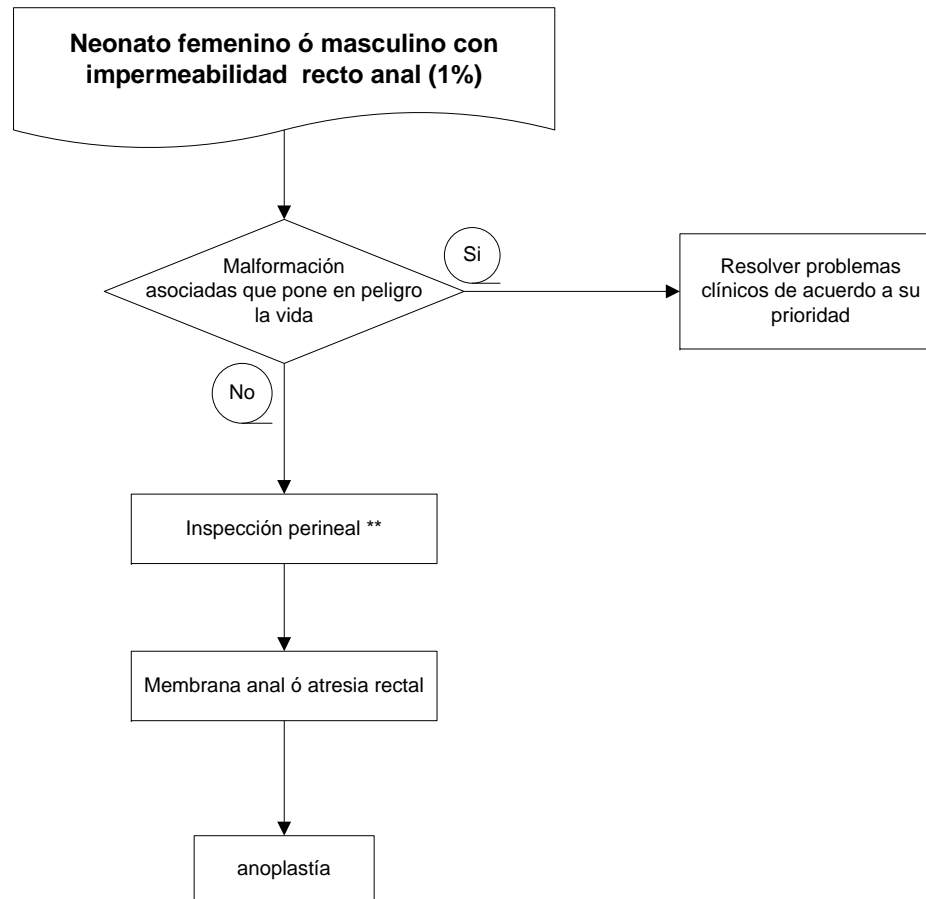 Neonato femenino ó masculino con
impermeabilidad recto anal (1%)
Malformación
asociadas que pone en peligro
la vida
Si
Resolver problemas
clínicos de acuerdo a su
prioridad
No
Inspección perineal **
Membrana anal ó atresia rectal
anoplastía